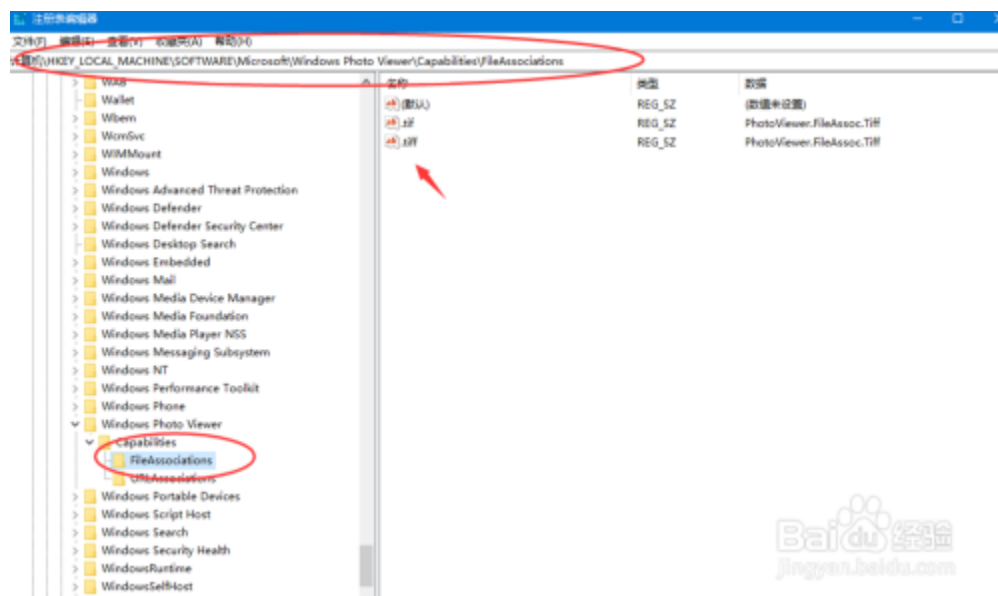 注册表编辑器
文件(F) 编辑(E) 查看(V) 收藏夹(A) 帮助(H)
计算机\HKEY_LOCAL_MACHINE\SOFTWARE\Microsoft\Windows Photo Viewer\Capabilities\FileAssociations
名称 类型 数据
(默认) REG_SZ (数值未设置)
.tif REG_SZ PhotoViewer.FileAssoc.Tiff
.tiff REG_SZ PhotoViewer.FileAssoc.Tiff
WAB
Wallet
Wbem
WcmSvc
WIMMount
Windows
Windows Advanced Threat Protection
Windows Defender
Windows Defender Security Center
Windows Desktop Search
Windows Embedded
Windows Mail
Windows Media Device Manager
Windows Media Foundation
Windows Media Player NSS
Windows Messaging Subsystem
Windows NT
Windows Performance Toolkit
Windows Phone
Windows Photo Viewer
Capabilities
FileAssociations
URLAssociations
Windows Portable Devices
Windows Script Host
Windows Search
Windows Security Health
WindowsRuntime
WindowsSelfHost
Baidu 经验
jingyan.baidu.com